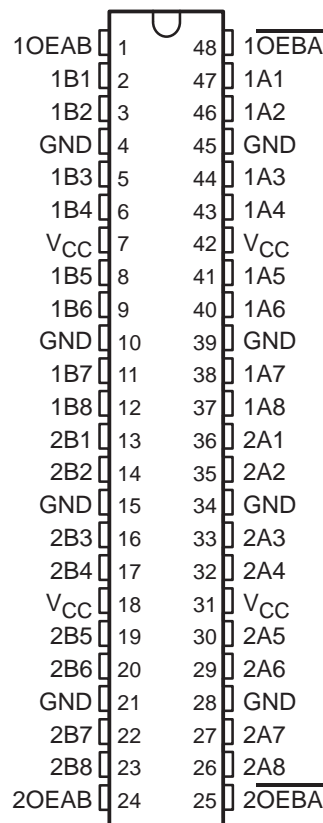 1OEAB 1 48 1OEBA
1B1 2 47 1A1
1B2 3 46 1A2
GND 4 45 GND
1B3 5 44 1A3
1B4 6 43 1A4
VCC 7 42 VCC
1B5 8 41 1A5
1B6 9 40 1A6
GND 10 39 GND
1B7 11 38 1A7
1B8 12 37 1A8
2B1 13 36 2A1
2B2 14 35 2A2
GND 15 34 GND
2B3 16 33 2A3
2B4 17 32 2A4
VCC 18 31 VCC
2B5 19 30 2A5
2B6 20 29 2A6
GND 21 28 GND
2B7 22 27 2A7
2B8 23 26 2A8
2OEAB 24 25 2OEBA